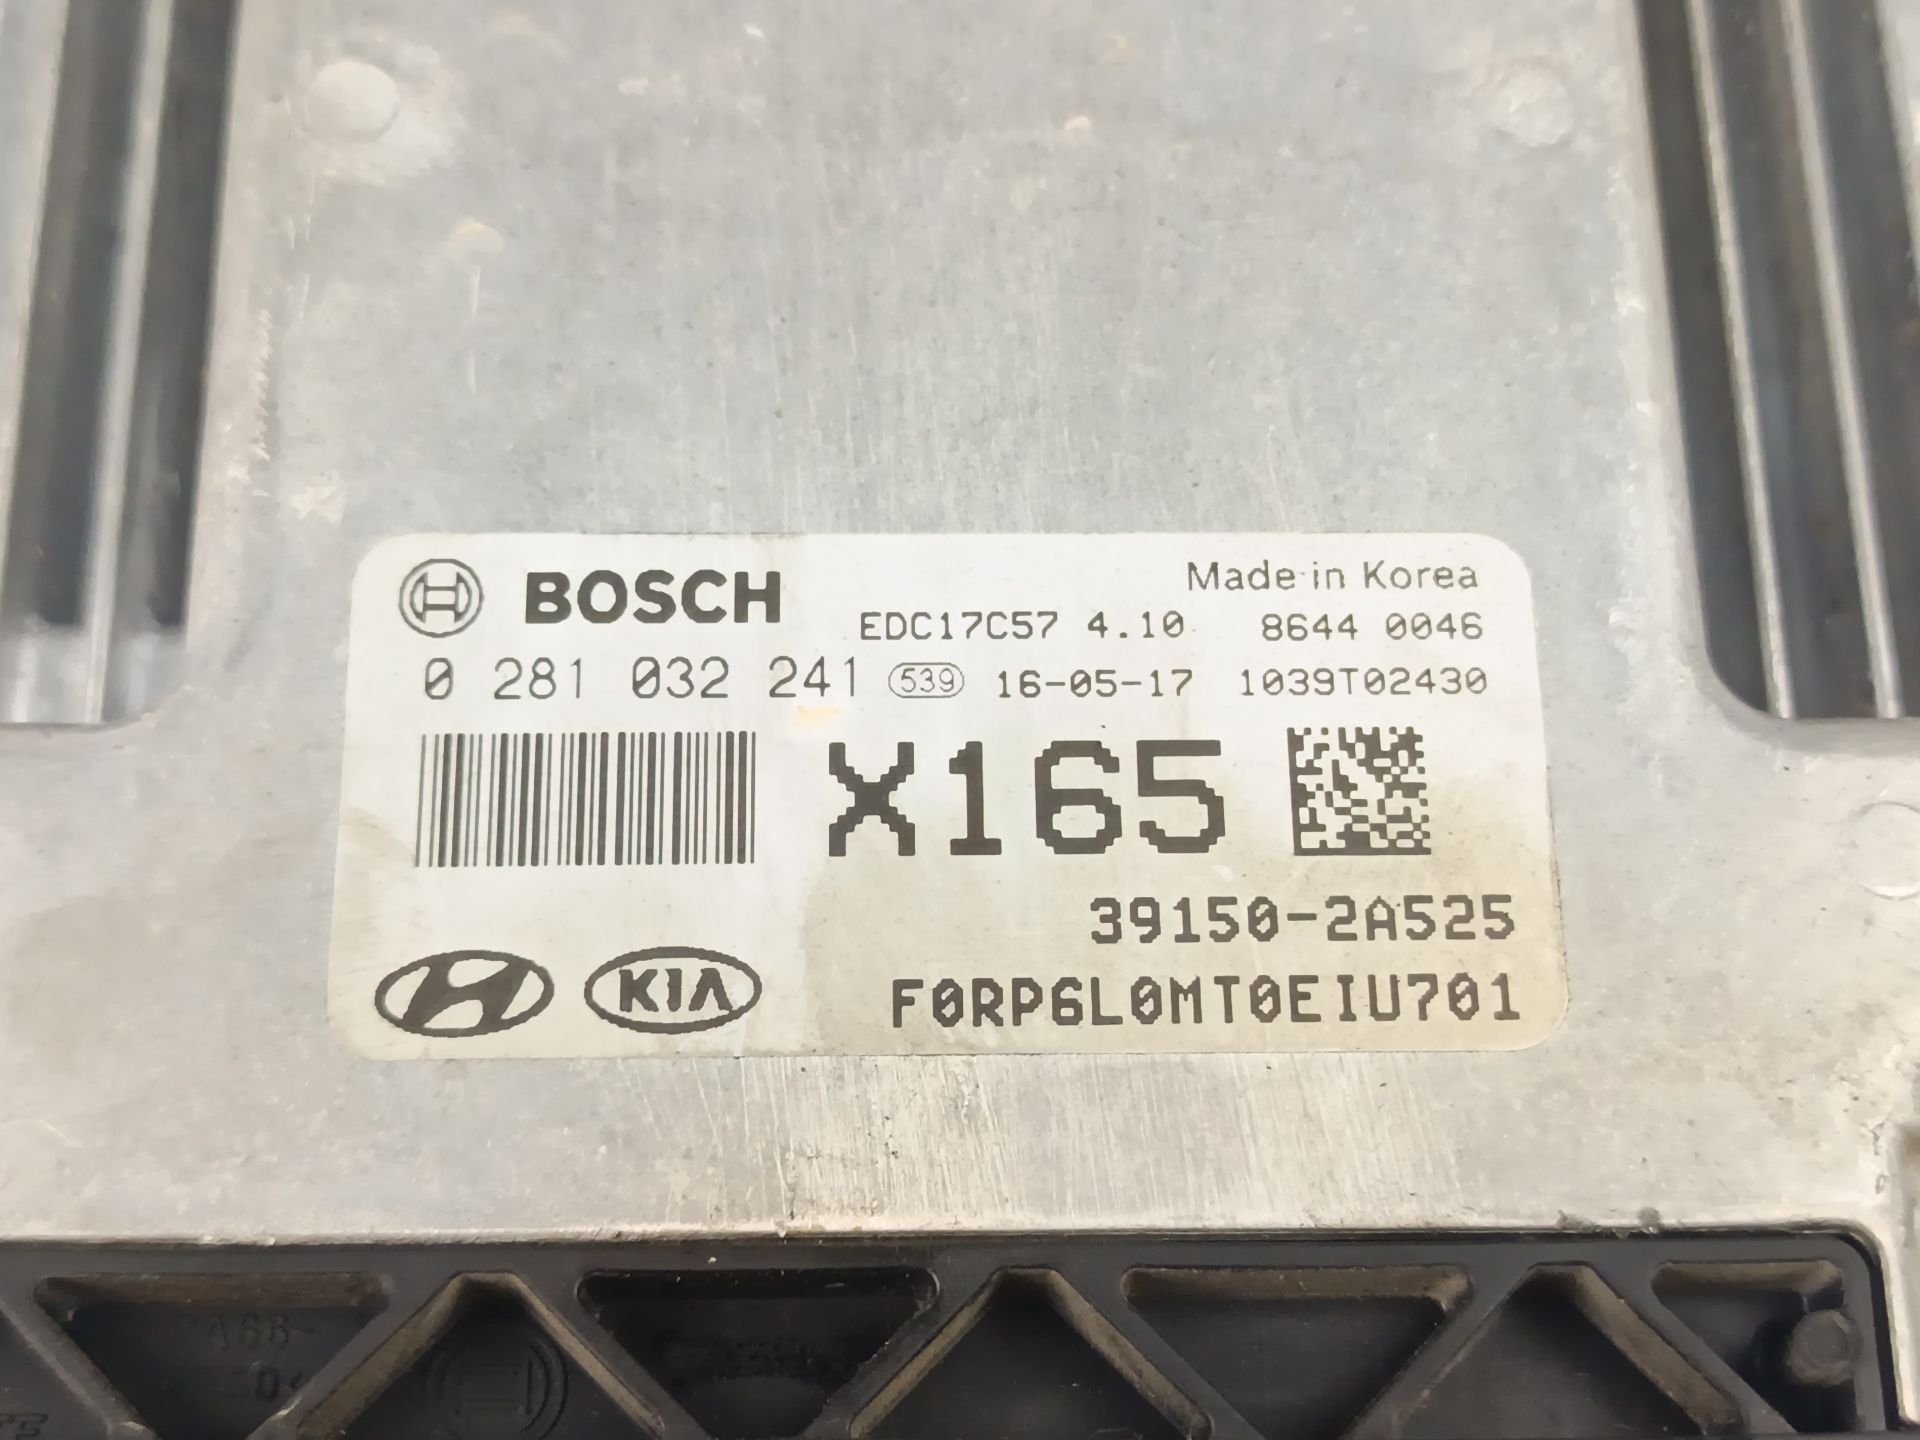 BOSCH
Made in Korea
EDC17C57 4.10 8644 0046
0 281 032 241 539 16-05-17 1039T02430
X165
39150-2A525
KIA
F0RP6L0MT0EIU701